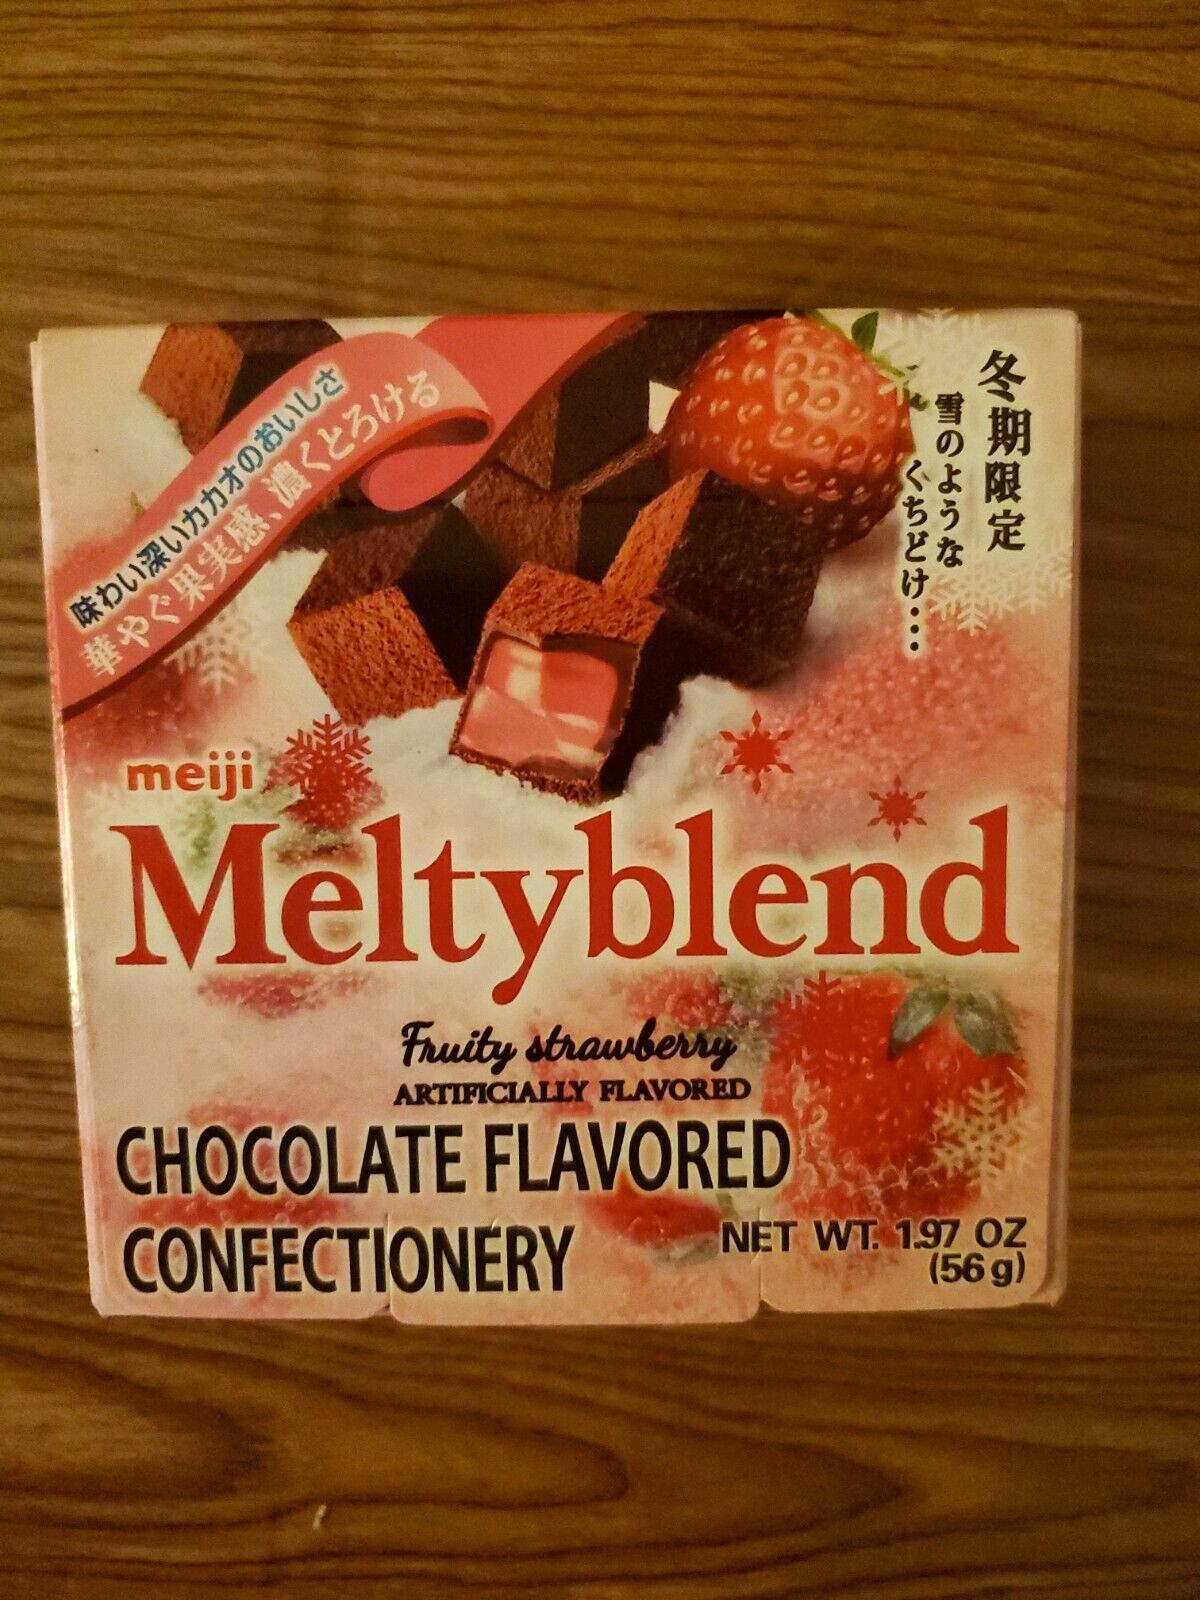 冬期限定
雪のような
くちどけ…
味わい深いカカオのおいしさ
華やぐ果実感、濃くとろける
meiji
Meltyblend
Fruity strawberry
ARTIFICIALLY FLAVORED
CHOCOLATE FLAVORED
CONFECTIONERY
NET WT. 1.97 OZ
(56 g)